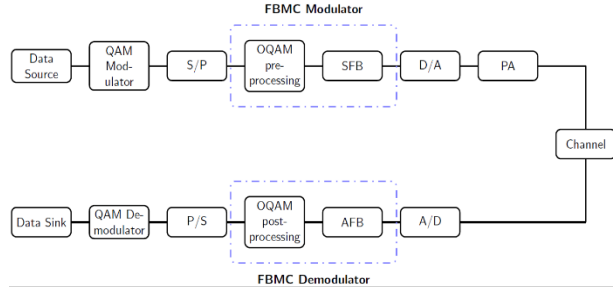 FBMC Modulator
Data
Source
QAM
Mod-
ulator
S/P
OQAM
pre-
processing
SFB
D/A
PA
Channel
Data Sink
QAM De-
modulator
P/S
OQAM
post-
processing
AFB
A/D
FBMC Demodulator